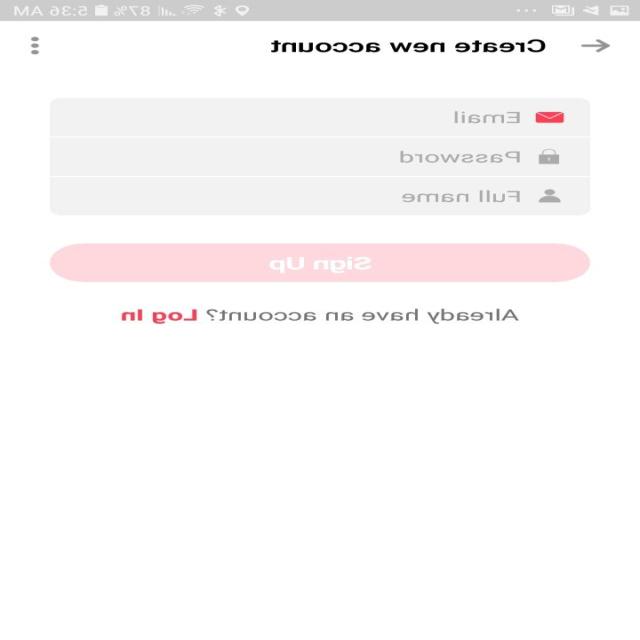 87% 5:36 AM
Create new account
Email
Password
Full name
Sign Up
Already have an account? Log In